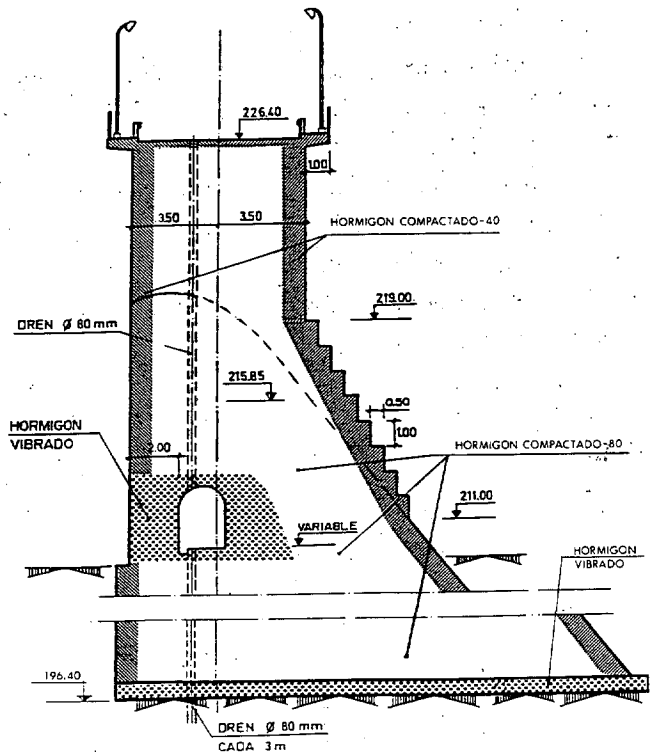 226.40
1.00
3.50
3.50
HORMIGON COMPACTADO-40
219.00
DREN Ø 80 mm
215.85
0.50
1.00
HORMIGON
VIBRADO
2.00
HORMIGON COMPACTADO-80
211.00
VARIABLE
HORMIGON
VIBRADO
196.40
DREN Ø 80 mm
CADA 3 m